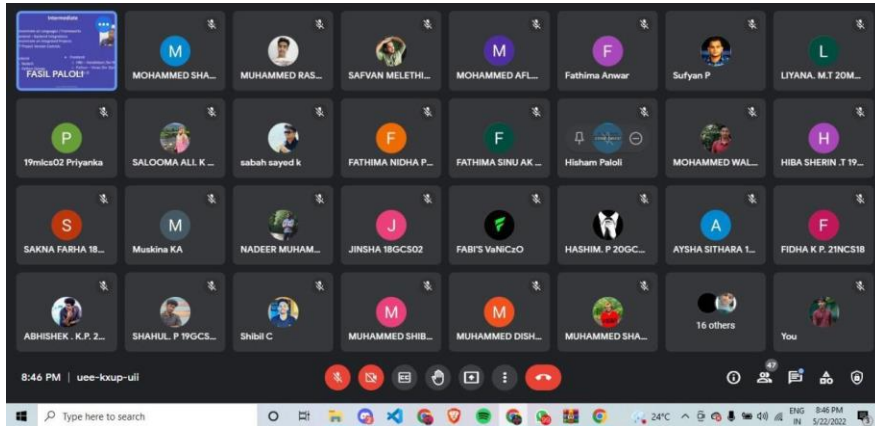 Intermediate
FASIL PALOLI
M
MOHAMMED SHA...
MUHAMMED RAS...
SAFVAN MELETHI...
M
MOHAMMED AFL...
F
Fathima Anwar
Sufyan P
L
LIYANA. M.T 20M...
P
19mics02 Priyanka
SALOOMA ALI. K ...
sabah sayed k
F
FATHIMA NIDHA P...
F
FATHIMA SINU AK ...
Hisham Paloli
MOHAMMED WAL...
H
HIBA SHERIN .T 19...
S
SAKNA FARHA 18...
M
Muskina KA
NADEER MUHAM...
J
JINSHA 18GCS02
FABI'S VaNiCzO
HASHIM. P 20GC...
A
AYSHA SITHARA 1...
F
FIDHA K P. 21NCS18
ABHISHEK . K.P. 2...
SHAHUL. P 19GCS...
Shibil C
M
MUHAMMED SHIB...
M
MUHAMMED DISH...
MUHAMMED SHA...
16 others
You
8:46 PM | uee-kxup-uii
47
Type here to search
24°C
ENG
IN
8:46 PM
5/22/2022